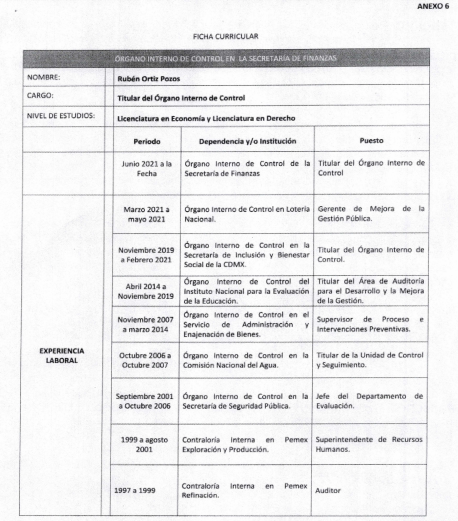 ANEXO 6
FICHA CURRICULAR
ÓRGANO INTERNO DE CONTROL EN LA SECRETARIA DE FINANZAS
NOMBRE: Rubén Ortiz Pozos
CARGO: Titular del Órgano Interno de Control
NIVEL DE ESTUDIOS: Licenciatura en Economía y Licenciatura en Derecho
Periodo Dependencia y/o Institución Puesto
Junio 2021 a la Fecha Órgano Interno de Control de la Secretaría de Finanzas Titular del Órgano Interno de Control
EXPERIENCIA LABORAL
Marzo 2021 a mayo 2021 Órgano Interno de Control en Lotería Nacional. Gerente de Mejora de la Gestión Pública.
Noviembre 2019 a Febrero 2021 Órgano Interno de Control en la Secretaría de Inclusión y Bienestar Social de la CDMX. Titular del Órgano Interno de Control.
Abril 2014 a Noviembre 2019 Órgano Interno de Control del Instituto Nacional para la Evaluación de la Educación. Titular del Área de Auditoría para el Desarrollo y la Mejora de la Gestión.
Noviembre 2007 a marzo 2014 Órgano Interno de Control en el Servicio de Administración y Enajenación de Bienes. Supervisor de Proceso e Intervenciones Preventivas.
Octubre 2006 a Octubre 2007 Órgano Interno de Control en la Comisión Nacional del Agua. Titular de la Unidad de Control y Seguimiento.
Septiembre 2001 a Octubre 2006 Órgano Interno de Control en la Secretaría de Seguridad Pública. Jefe del Departamento de Evaluación.
1999 a agosto 2001 Contraloría Interna en Pemex Exploración y Producción. Superintendente de Recursos Humanos.
1997 a 1999 Contraloría Interna en Pemex Refinación. Auditor